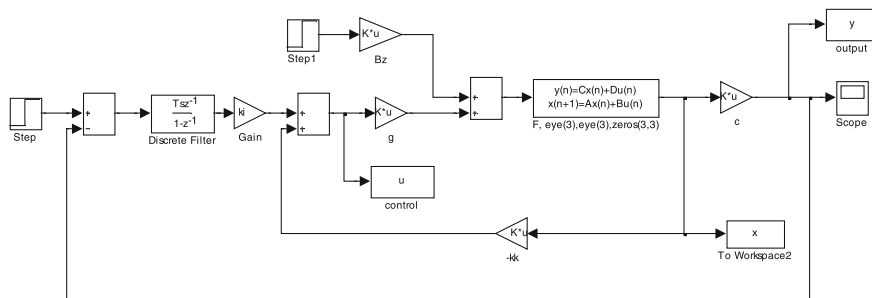 Step1
K*u
Bz
y
output
Step
+
−
Tsz-1
1-z-1
Discrete Filter
ki
Gain
+
+
K*u
g
+
+
y(n)=Cx(n)+Du(n)
x(n+1)=Ax(n)+Bu(n)
F, eye(3),eye(3),zeros(3,3)
K*u
c
Scope
u
control
K*u
-kk
x
To Workspace2